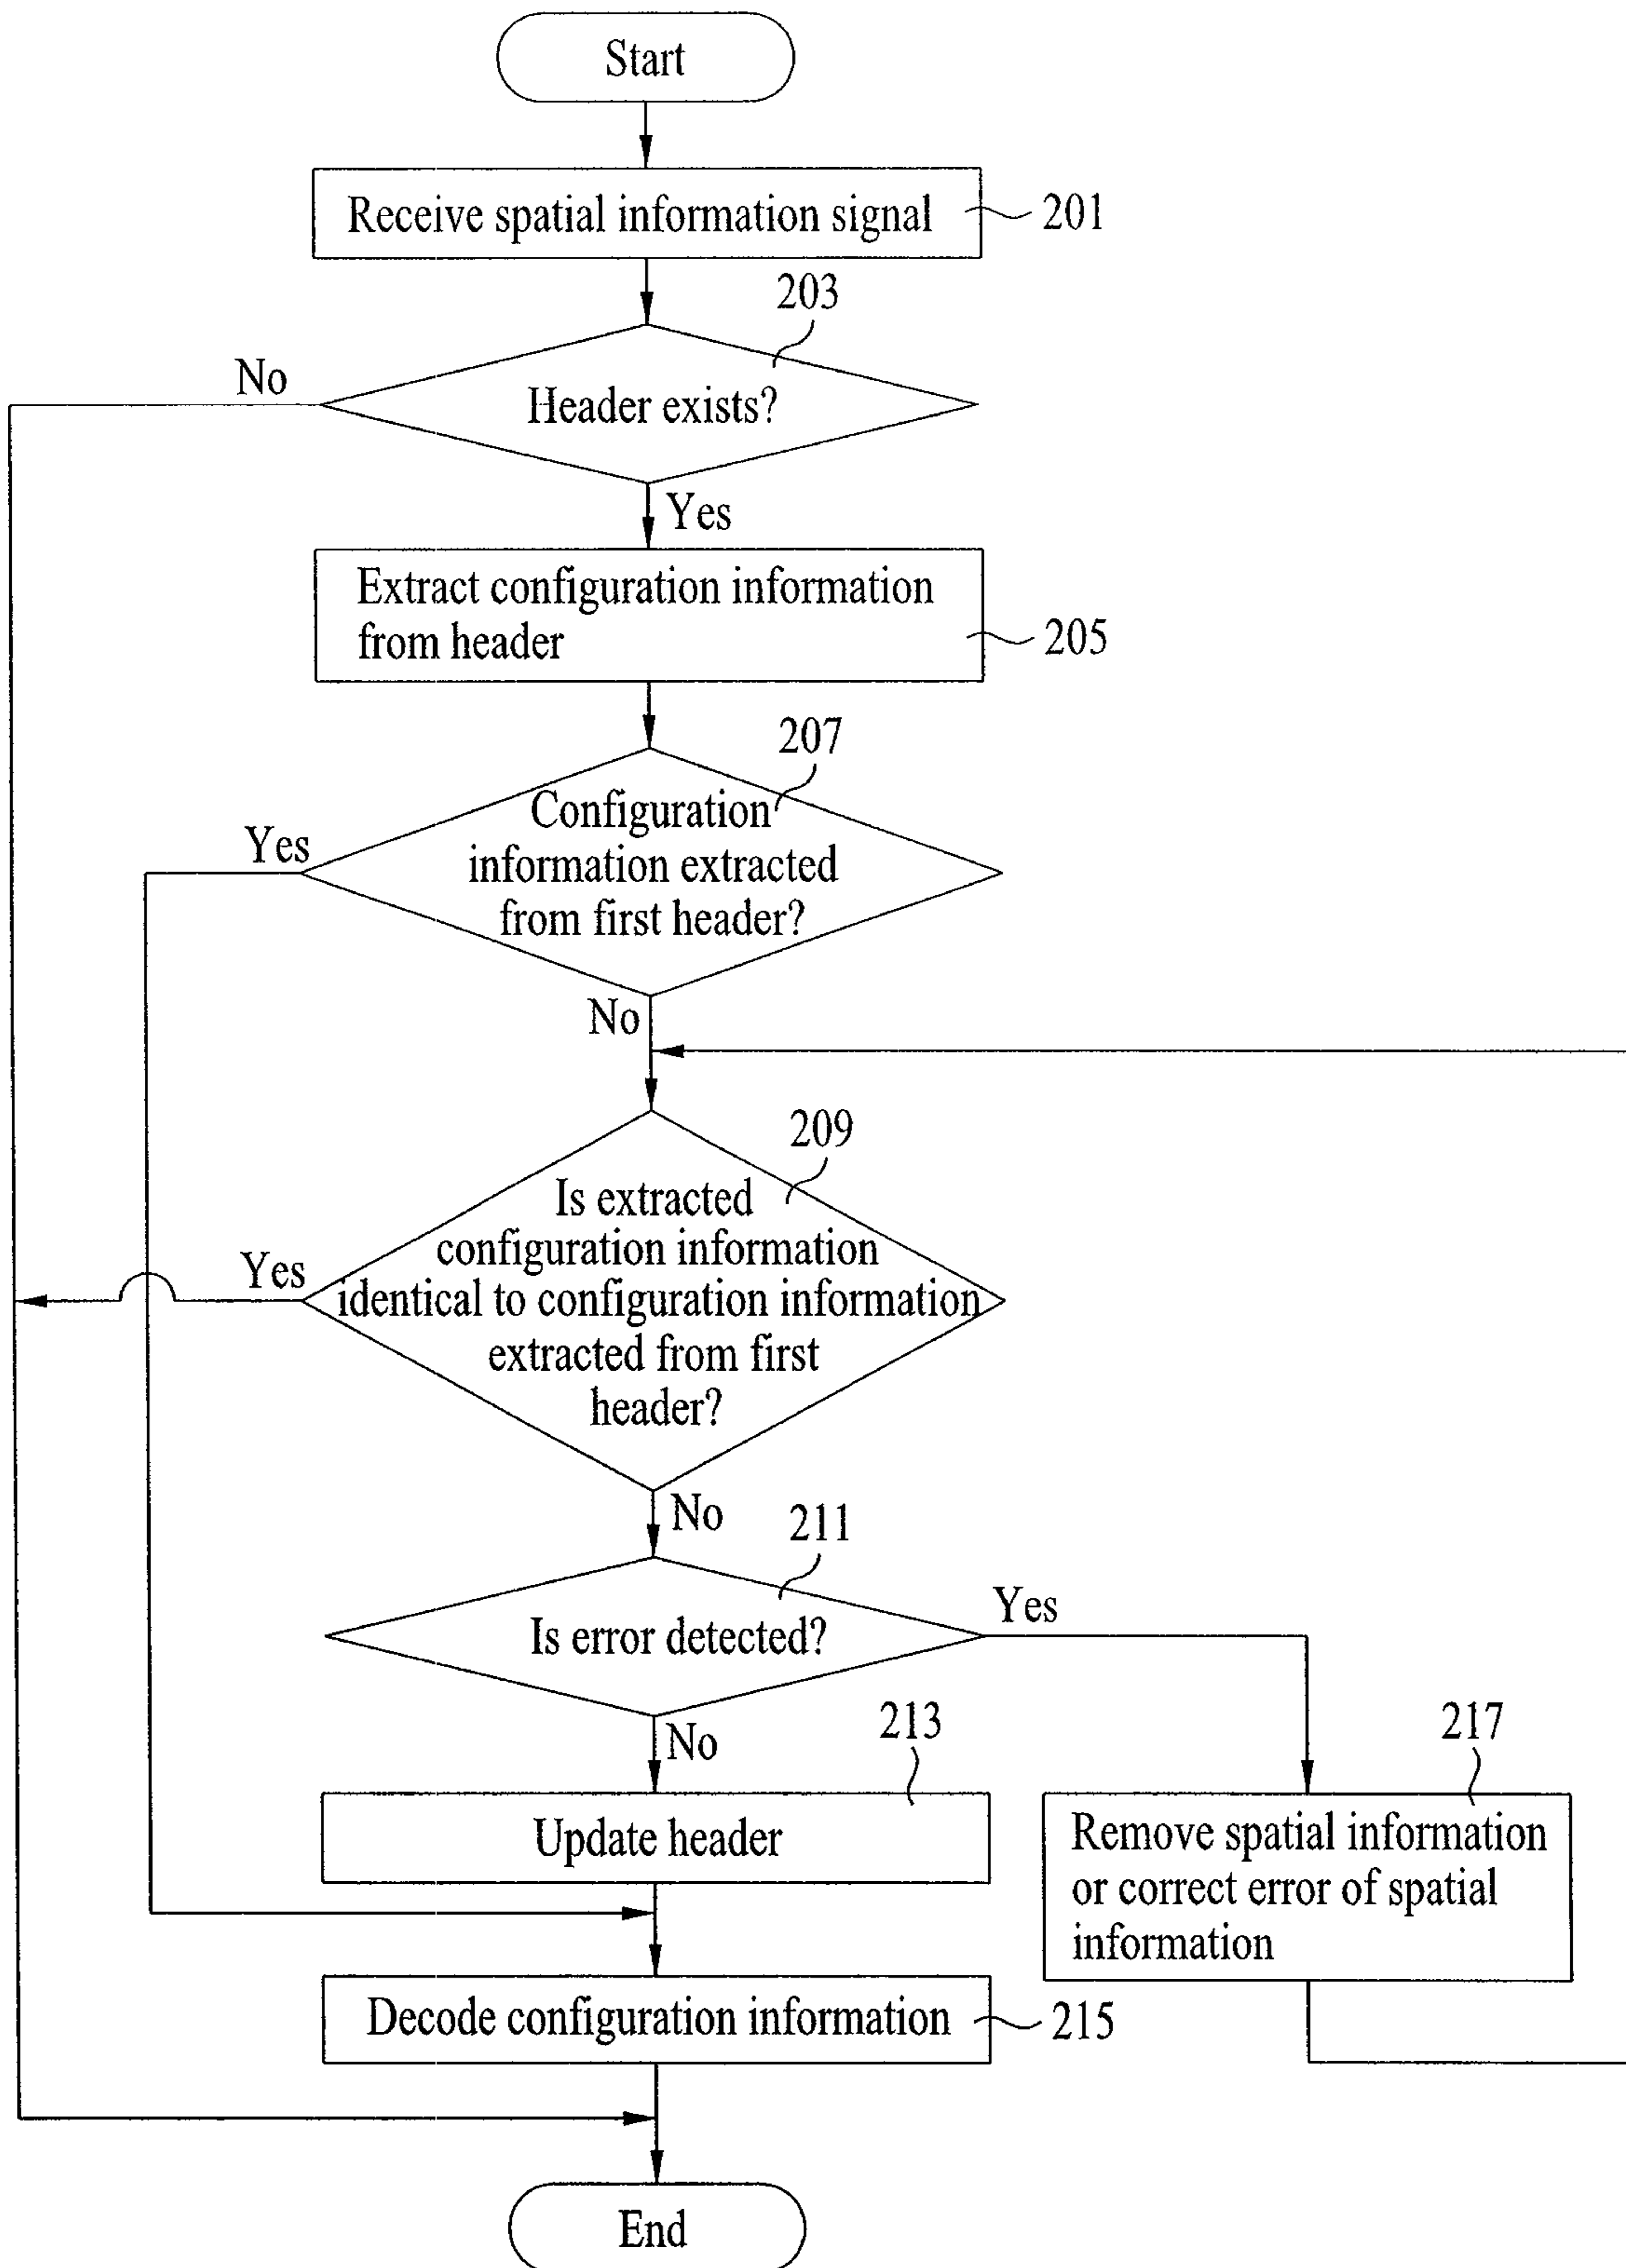 Start
Receive spatial information signal
201
203
No
Header exists?
Yes
Extract configuration information
from header
205
207
Yes
Configuration
information extracted
from first header?
No
209
Yes
Is extracted
configuration information
identical to configuration information
extracted from first
header?
No
211
Is error detected?
Yes
No
213
217
Update header
Remove spatial information
or correct error of spatial
information
Decode configuration information
215
End